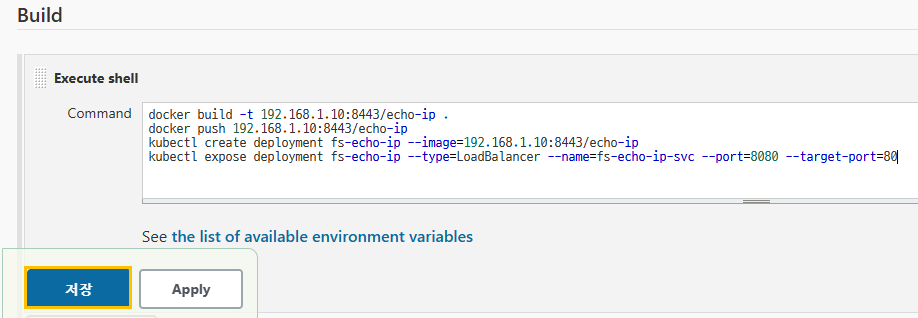 Build
Execute shell
Command
docker build -t 192.168.1.10:8443/echo-ip .
docker push 192.168.1.10:8443/echo-ip
kubectl create deployment fs-echo-ip --image=192.168.1.10:8443/echo-ip
kubectl expose deployment fs-echo-ip --type=LoadBalancer --name=fs-echo-ip-svc --port=8080 --target-port=80
See the list of available environment variables
저장
Apply